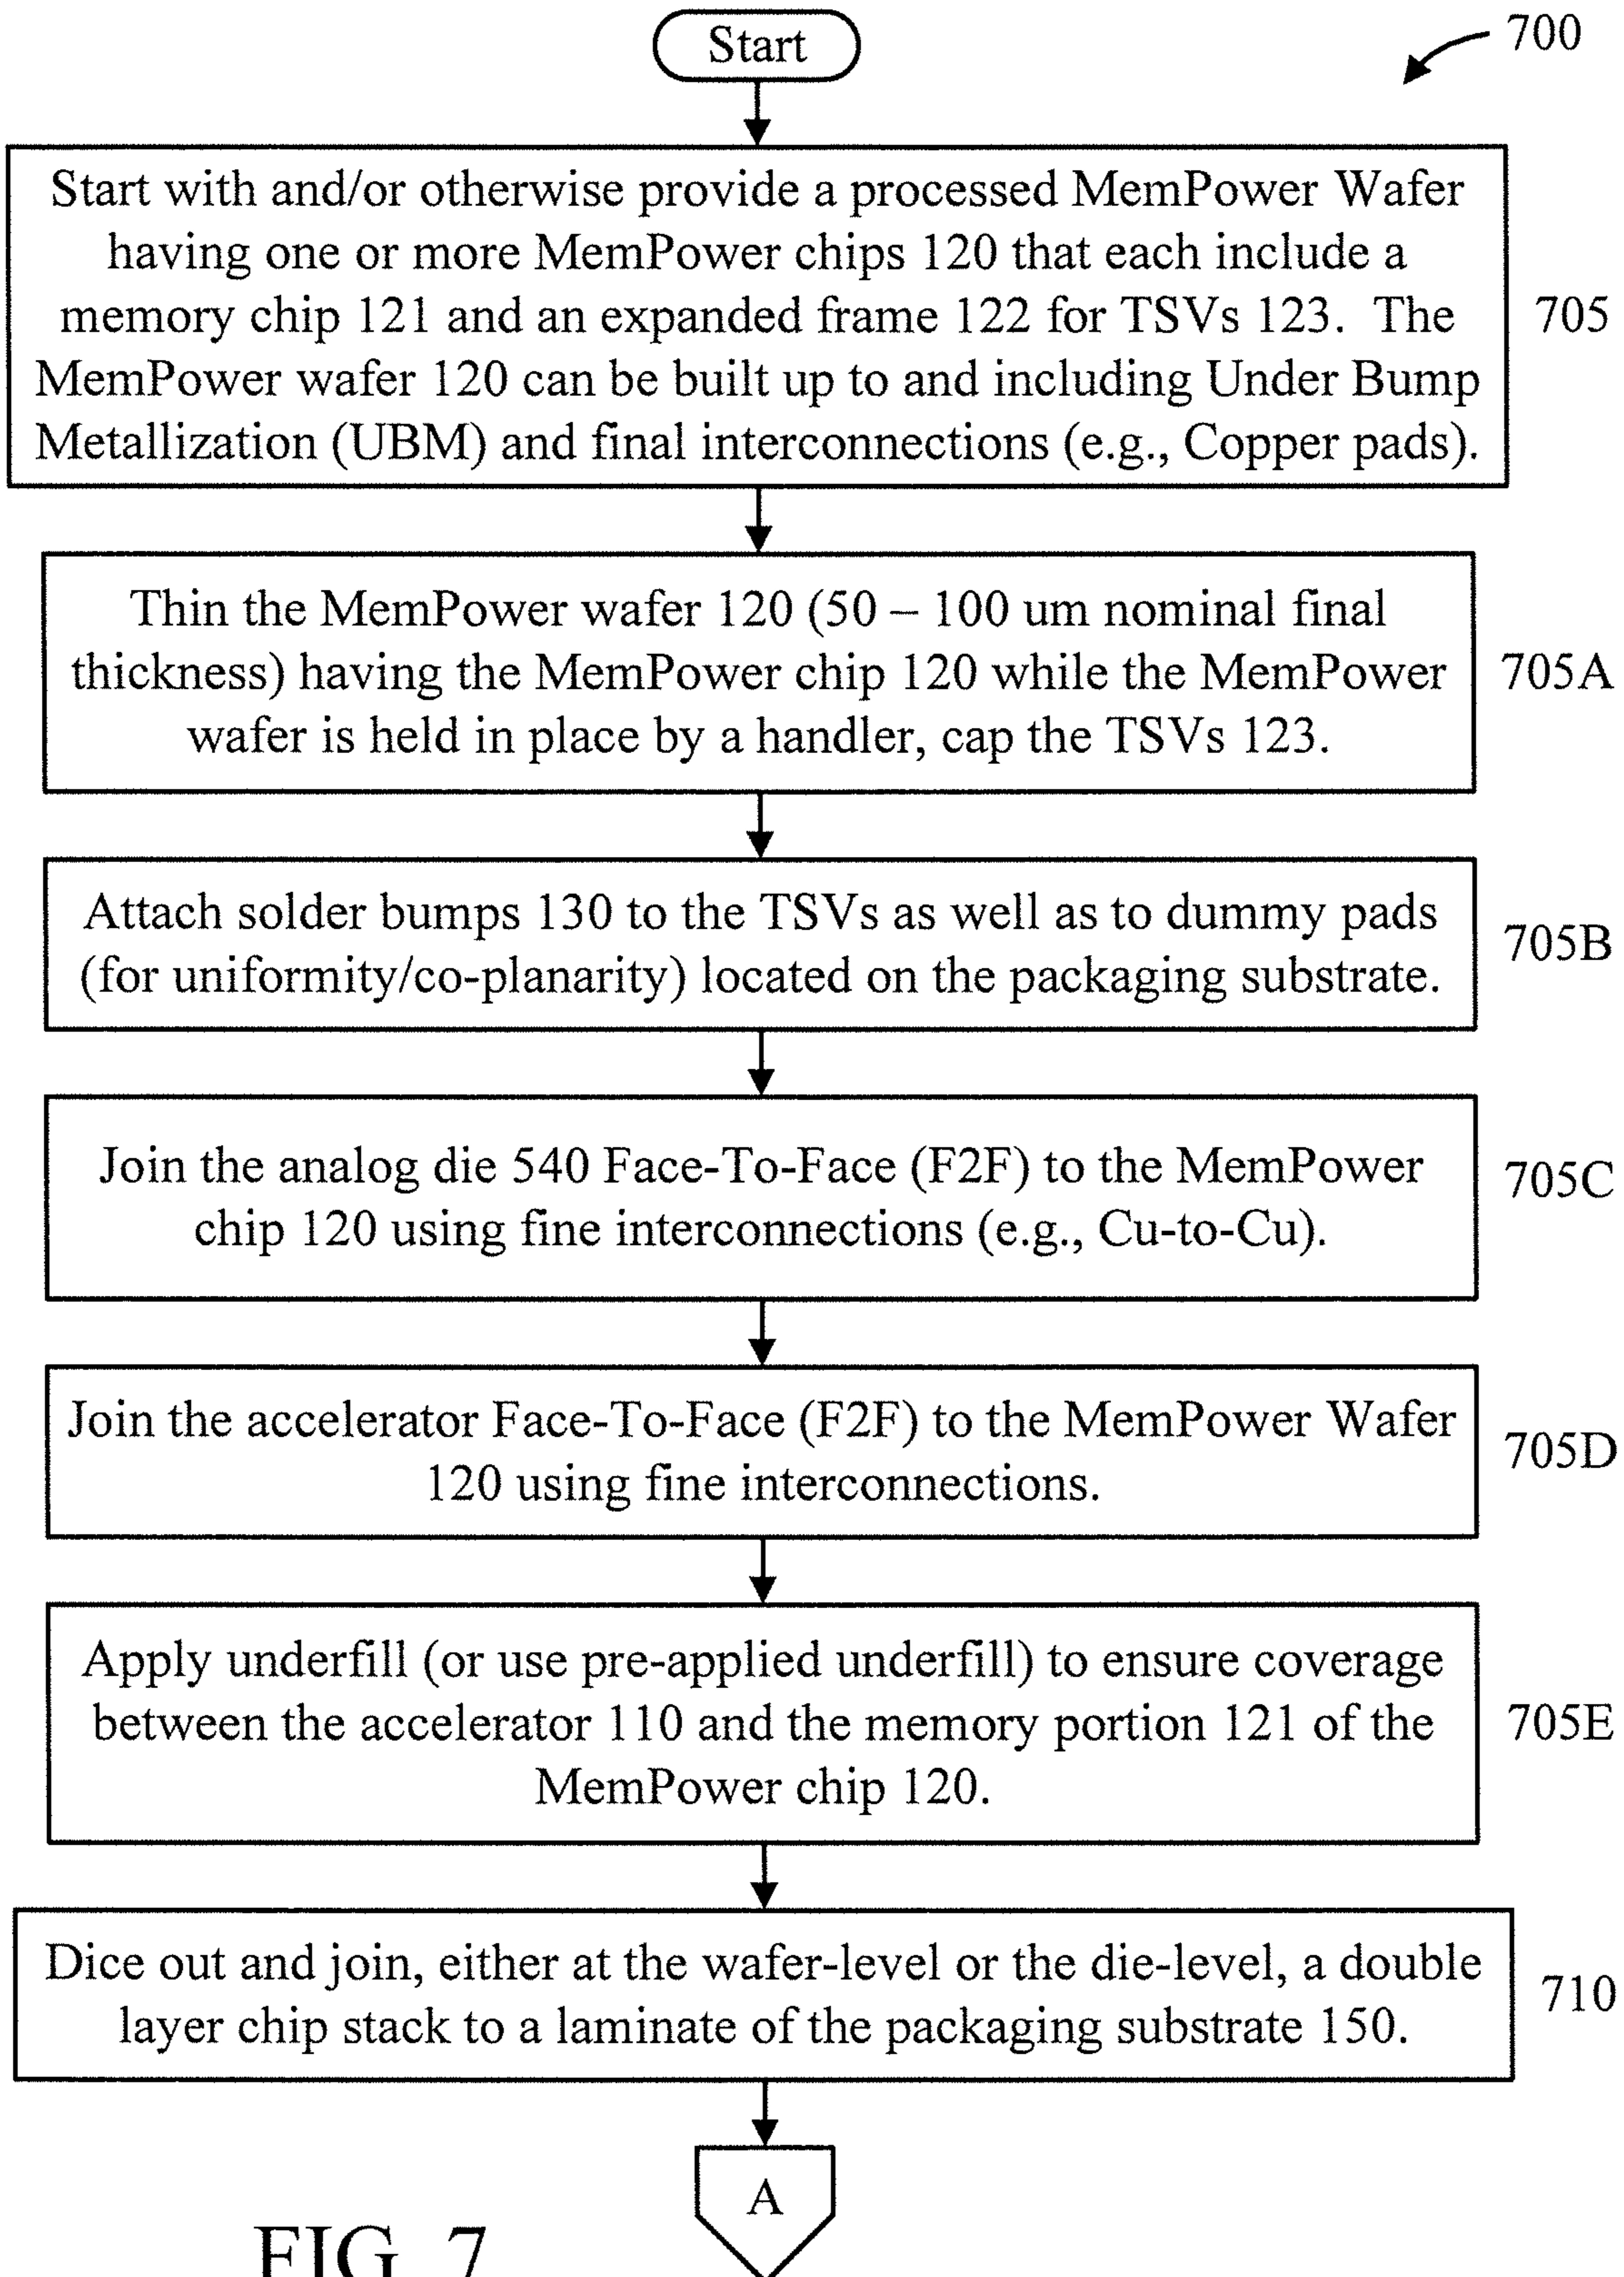 Start
700
Start with and/or otherwise provide a processed MemPower Wafer
having one or more MemPower chips 120 that each include a
memory chip 121 and an expanded frame 122 for TSVs 123. The
MemPower wafer 120 can be built up to and including Under Bump
Metallization (UBM) and final interconnections (e.g., Copper pads).
705
Thin the MemPower wafer 120 (50 – 100 um nominal final
thickness) having the MemPower chip 120 while the MemPower
wafer is held in place by a handler, cap the TSVs 123.
705A
Attach solder bumps 130 to the TSVs as well as to dummy pads
(for uniformity/co-planarity) located on the packaging substrate.
705B
Join the analog die 540 Face-To-Face (F2F) to the MemPower
chip 120 using fine interconnections (e.g., Cu-to-Cu).
705C
Join the accelerator Face-To-Face (F2F) to the MemPower Wafer
120 using fine interconnections.
705D
Apply underfill (or use pre-applied underfill) to ensure coverage
between the accelerator 110 and the memory portion 121 of the
MemPower chip 120.
705E
Dice out and join, either at the wafer-level or the die-level, a double
layer chip stack to a laminate of the packaging substrate 150.
710
A
FIG. 7